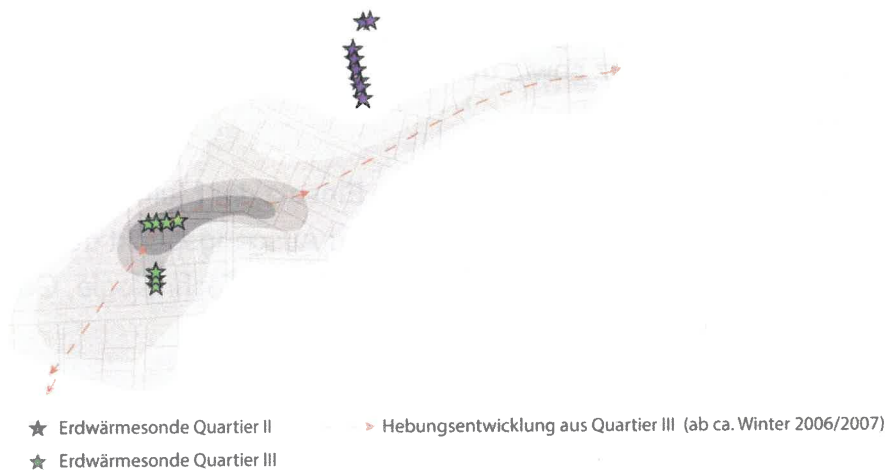 Erdwärmesonde Quartier II
Hebungsentwicklung aus Quartier III (ab ca. Winter 2006/2007)
Erdwärmesonde Quartier III